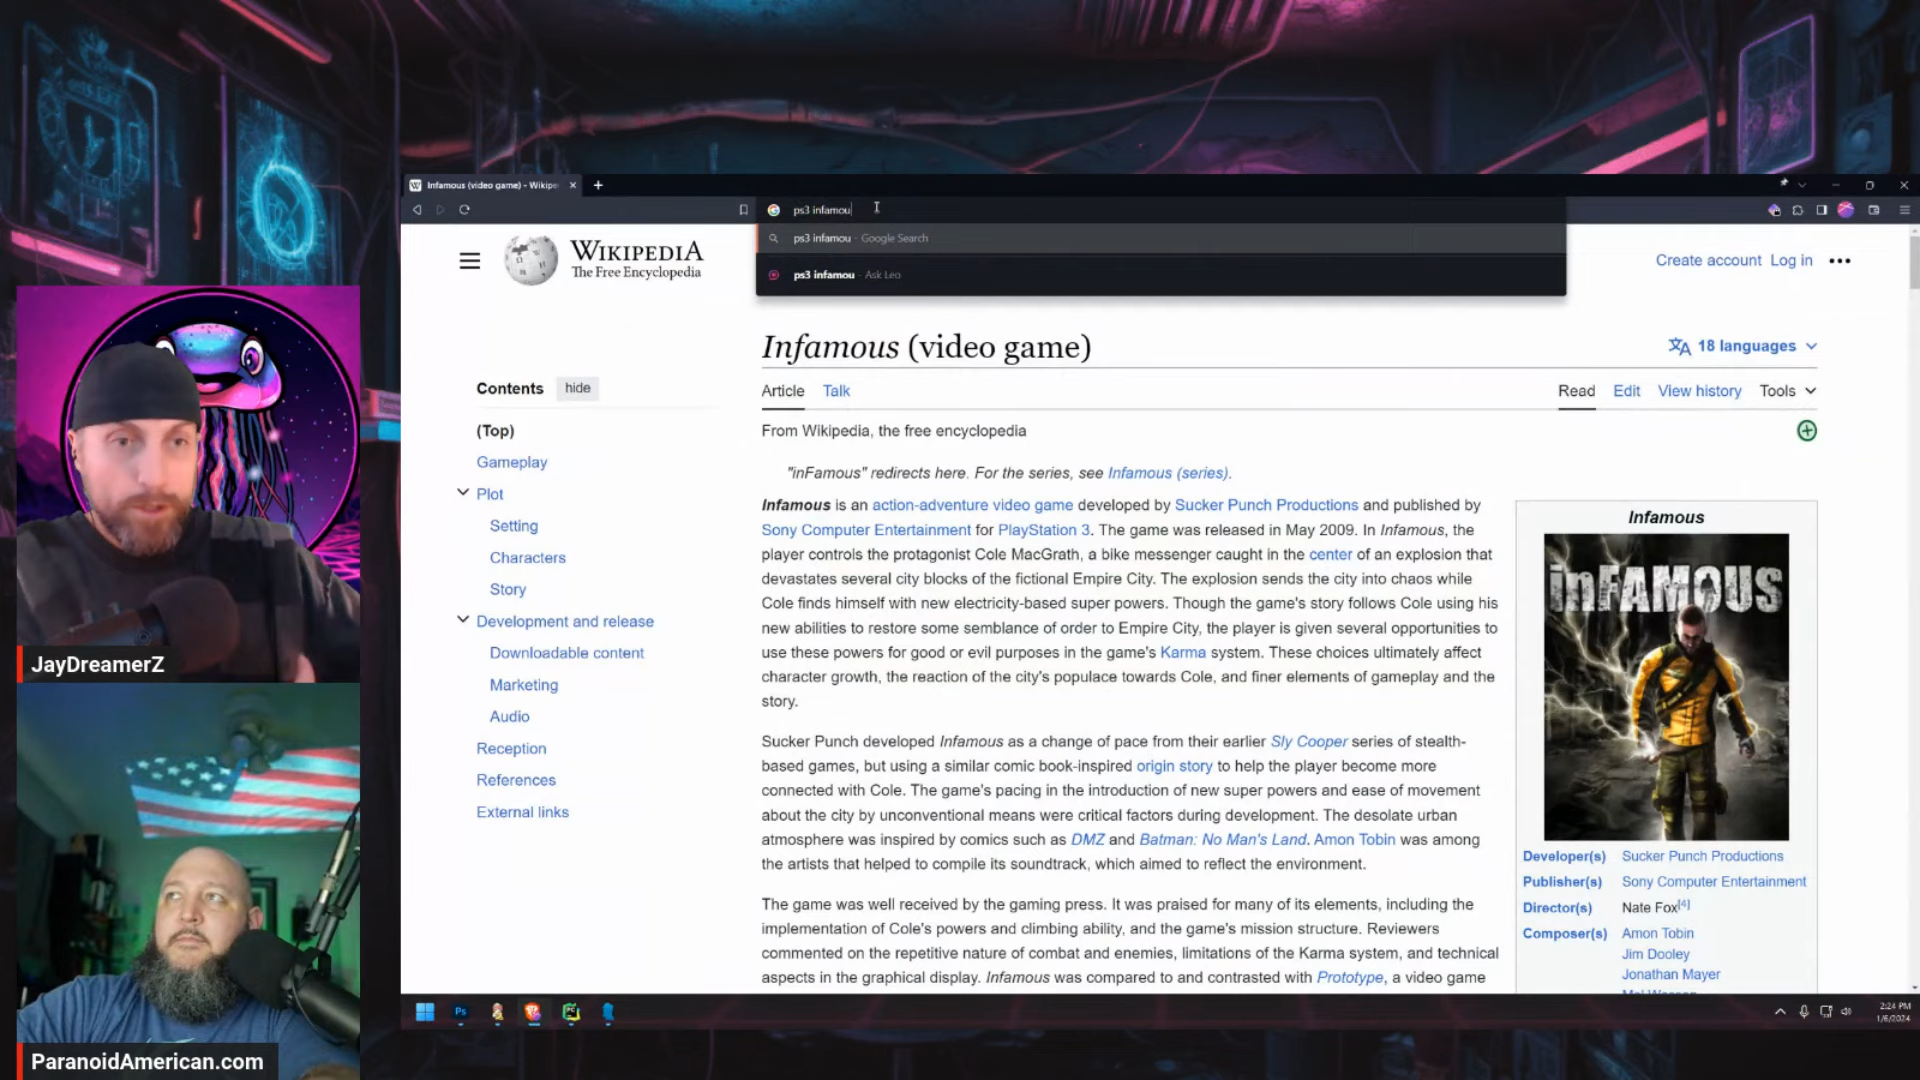 Infamous (video game) - Wikipe
ps3 infamou
ps3 infamou - Google Search
ps3 infamou - Ask Leo
WIKIPEDIA
The Free Encyclopedia
Create account Log in
Infamous (video game)
18 languages
Contents hide
Article Talk
Read Edit View history Tools
(Top)
From Wikipedia, the free encyclopedia
Gameplay
"inFamous" redirects here. For the series, see Infamous (series).
Plot
Setting
Characters
Story
Development and release
Downloadable content
Marketing
Audio
Reception
References
External links
Infamous is an action-adventure video game developed by Sucker Punch Productions and published by
Sony Computer Entertainment for PlayStation 3. The game was released in May 2009. In Infamous, the
player controls the protagonist Cole MacGrath, a bike messenger caught in the center of an explosion that
devastates several city blocks of the fictional Empire City. The explosion sends the city into chaos while
Cole finds himself with new electricity-based super powers. Though the game's story follows Cole using his
new abilities to restore some semblance of order to Empire City, the player is given several opportunities to
use these powers for good or evil purposes in the game's Karma system. These choices ultimately affect
character growth, the reaction of the city's populace towards Cole, and finer elements of gameplay and the
story.
Sucker Punch developed Infamous as a change of pace from their earlier Sly Cooper series of stealth-
based games, but using a similar comic book-inspired origin story to help the player become more
connected with Cole. The game's pacing in the introduction of new super powers and ease of movement
about the city by unconventional means were critical factors during development. The desolate urban
atmosphere was inspired by comics such as DMZ and Batman: No Man's Land. Amon Tobin was among
the artists that helped to compile its soundtrack, which aimed to reflect the environment.
The game was well received by the gaming press. It was praised for many of its elements, including the
implementation of Cole's powers and climbing ability, and the game's mission structure. Reviewers
commented on the repetitive nature of combat and enemies, limitations of the Karma system, and technical
aspects in the graphical display. Infamous was compared to and contrasted with Prototype, a video game
Infamous
inFAMOUS
Developer(s) Sucker Punch Productions
Publisher(s) Sony Computer Entertainment
Director(s) Nate Fox[4]
Composer(s) Amon Tobin
Jim Dooley
Jonathan Mayer
JayDreamerZ
ParanoidAmerican.com
Ps
PC
2:24 PM
1/6/2024